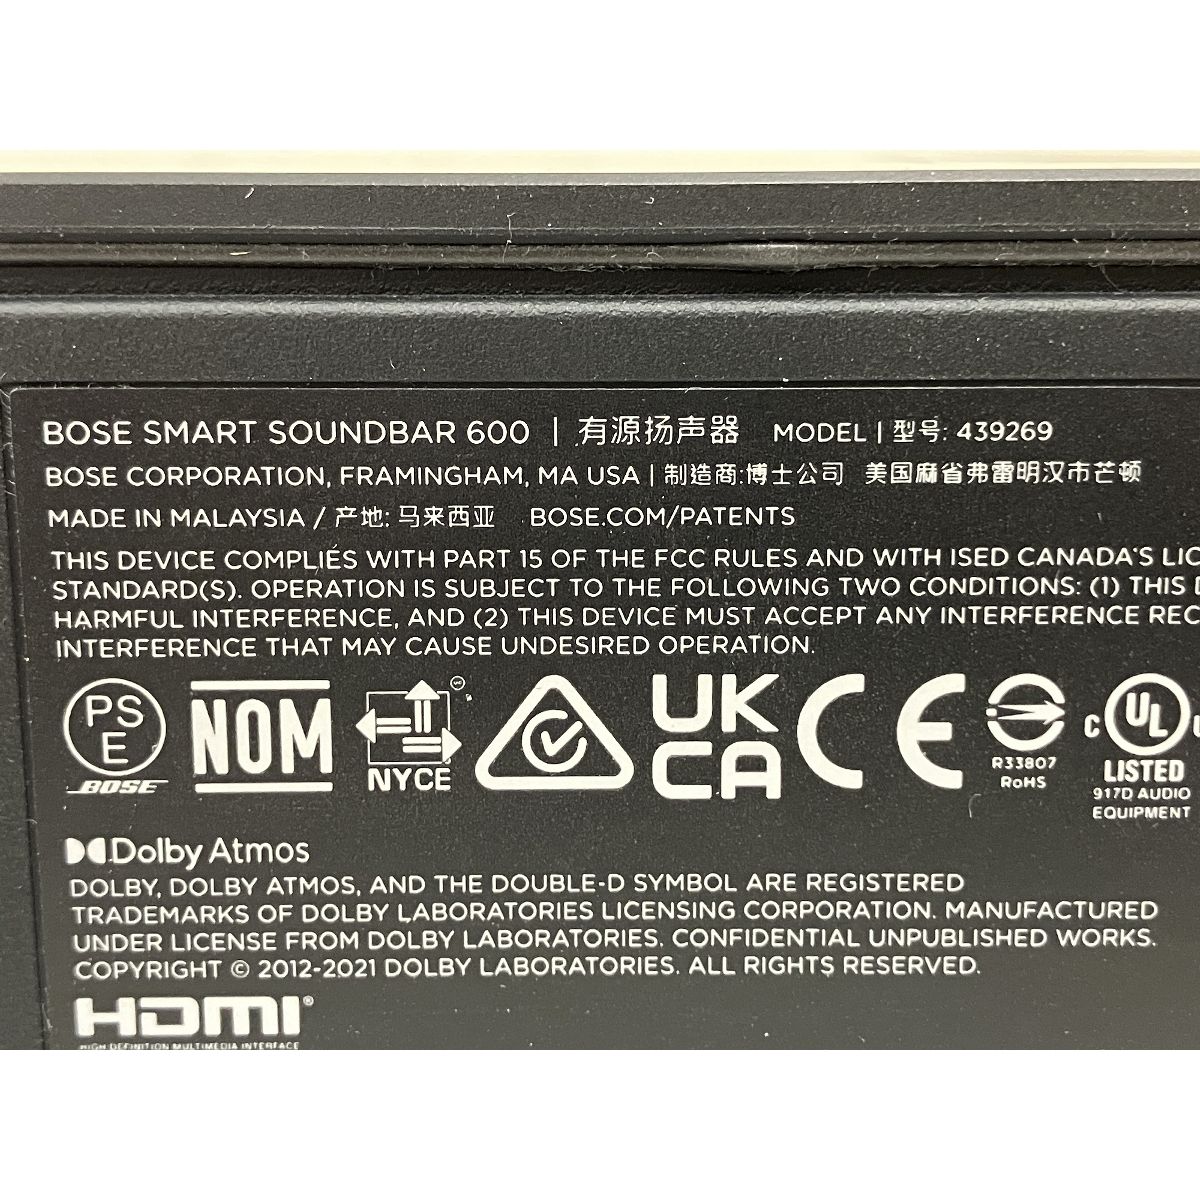 BOSE SMART SOUNDBAR 600 | 有源扬声器 MODEL | 型号: 439269
BOSE CORPORATION, FRAMINGHAM, MA USA | 制造商:博士公司 美国麻省弗雷明汉市芒顿
MADE IN MALAYSIA / 产地: 马来西亚 BOSE.COM/PATENTS
THIS DEVICE COMPLIES WITH PART 15 OF THE FCC RULES AND WITH ISED CANADA'S LIC
STANDARD(S). OPERATION IS SUBJECT TO THE FOLLOWING TWO CONDITIONS: (1) THIS
HARMFUL INTERFERENCE, AND (2) THIS DEVICE MUST ACCEPT ANY INTERFERENCE REC
INTERFERENCE THAT MAY CAUSE UNDESIRED OPERATION.
PS
E
BOSE
NOM
NYCE
UK
CA
CE
R33807
RoHS
C UL
LISTED
917D AUDIO
EQUIPMENT
Dolby Atmos
DOLBY, DOLBY ATMOS, AND THE DOUBLE-D SYMBOL ARE REGISTERED
TRADEMARKS OF DOLBY LABORATORIES LICENSING CORPORATION. MANUFACTURED
UNDER LICENSE FROM DOLBY LABORATORIES. CONFIDENTIAL UNPUBLISHED WORKS.
COPYRIGHT © 2012-2021 DOLBY LABORATORIES. ALL RIGHTS RESERVED.
HDMI®
HIGH-DEFINITION MULTIMEDIA INTERFACE